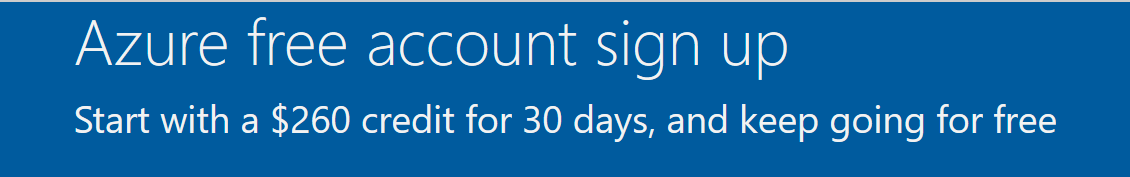 Azure free account sign up
Start with a $260 credit for 30 days, and keep going for free